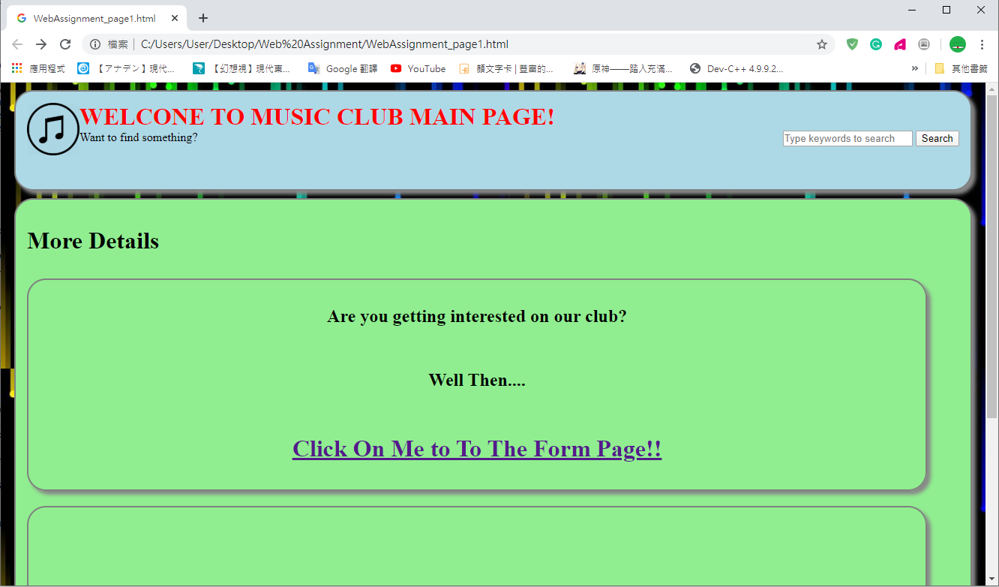 WebAssignment_page1.html
檔案 C:/Users/User/Desktop/Web%20Assignment/WebAssignment_page1.html
應用程式 【アナデン】現代... 【幻想視】現代東... Google 翻譯 YouTube 顏文字卡 | 豐富的... 原神——踏入充滿... Dev-C++ 4.9.9.2... » 其他書籤
WELCONE TO MUSIC CLUB MAIN PAGE!
Want to find something?
Type keywords to search Search
More Details
Are you getting interested on our club?
Well Then....
Click On Me to To The Form Page!!